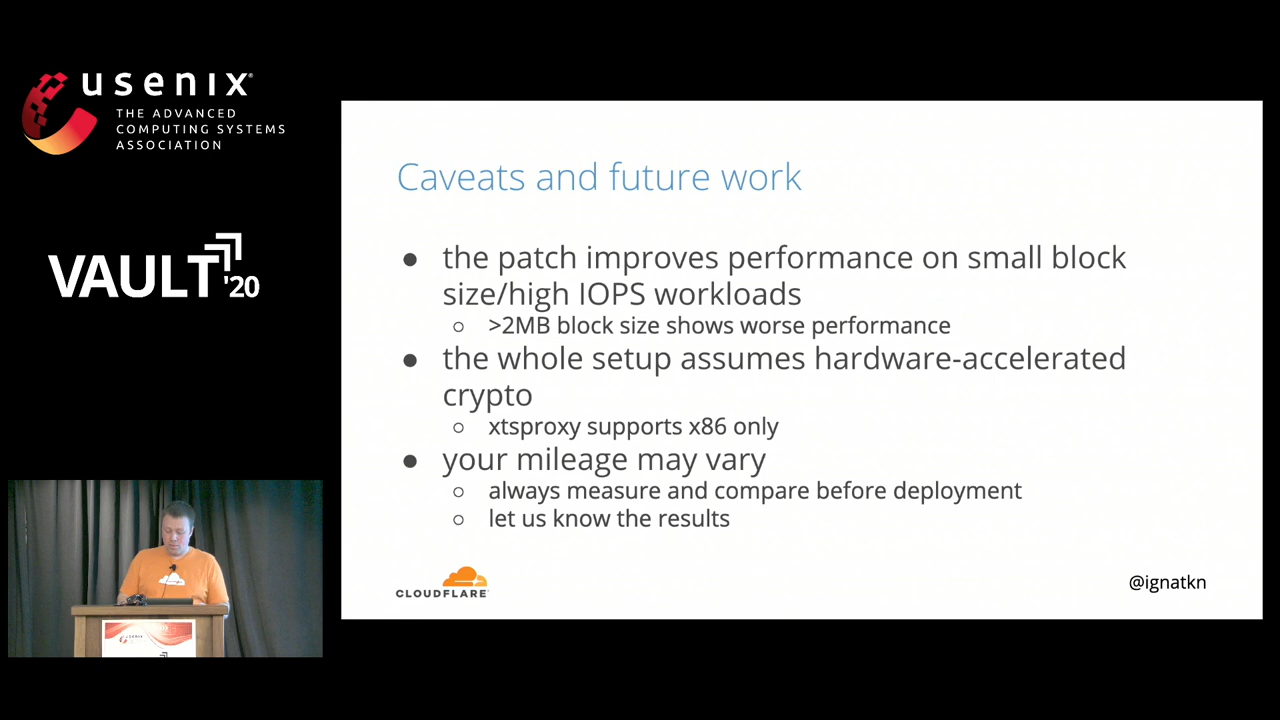 usenix
THE ADVANCED
COMPUTING SYSTEMS
ASSOCIATION
VAULT '20
Caveats and future work
● the patch improves performance on small block
size/high IOPS workloads
○ >2MB block size shows worse performance
● the whole setup assumes hardware-accelerated
crypto
○ xtsproxy supports x86 only
● your mileage may vary
○ always measure and compare before deployment
○ let us know the results
CLOUDFLARE
@ignatkn
usenix